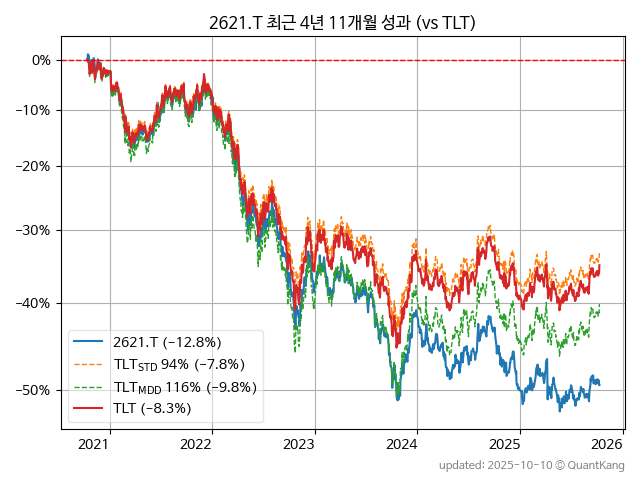 2621.T 최근 4년 11개월 성과 (vs TLT)
0%
−10%
−20%
−30%
−40%
−50%
2621.T (−12.8%)
TLTSTD 94% (−7.8%)
TLTMDD 116% (−9.8%)
TLT (−8.3%)
2021 2022 2023 2024 2025 2026
updated: 2025-10-10 © QuantKang